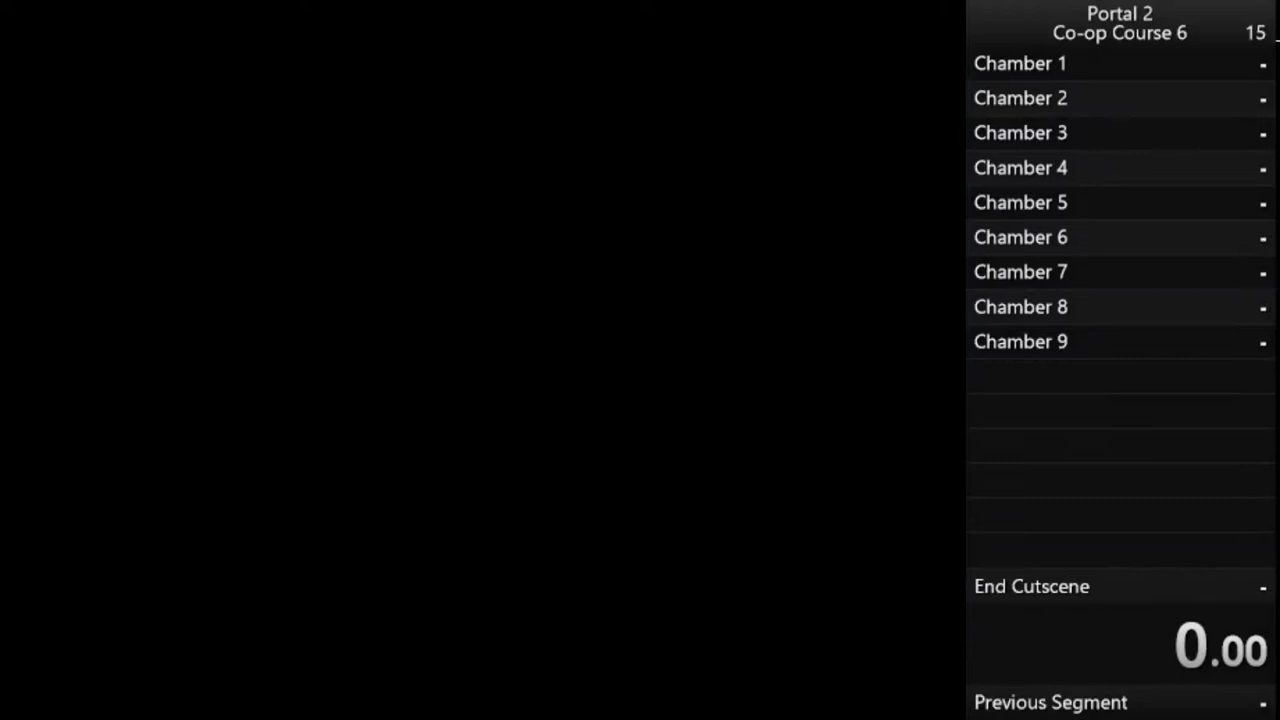 Portal 2
Co-op Course 6 15
Chamber 1 -
Chamber 2 -
Chamber 3 -
Chamber 4 -
Chamber 5 -
Chamber 6 -
Chamber 7 -
Chamber 8 -
Chamber 9 -
End Cutscene -
0.00
Previous Segment -